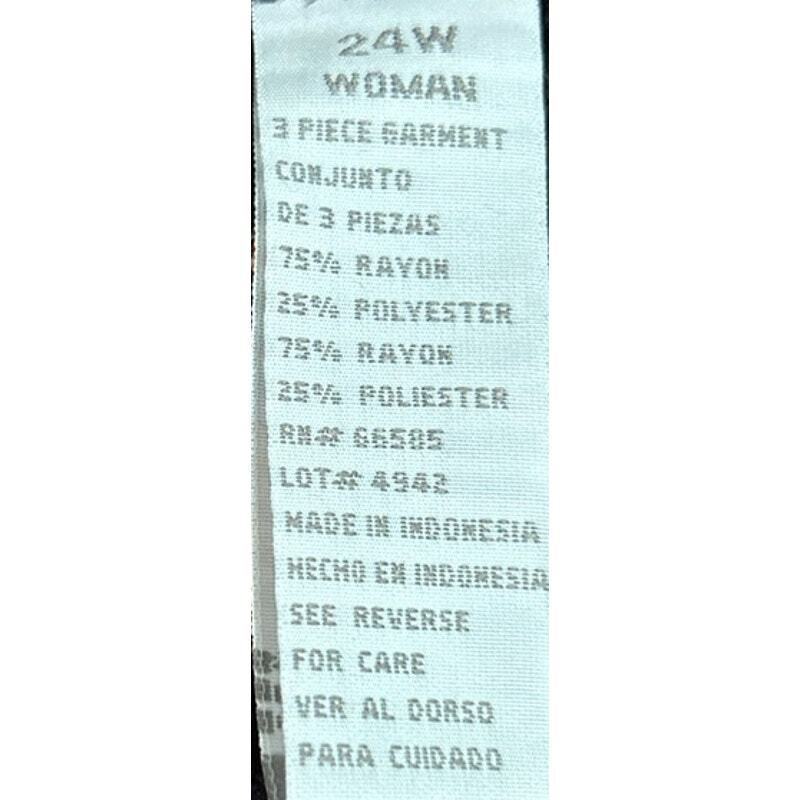 24W
WOMAN
3 PIECE GARMENT
CONJUNTO
DE 3 PIEZAS
75% RAYON
25% POLYESTER
75% RAYON
25% POLIESTER
RN# 66585
LOT# 4942
MADE IN INDONESIA
HECHO EN INDONESIA
SEE REVERSE
FOR CARE
VER AL DORSO
PARA CUIDADO